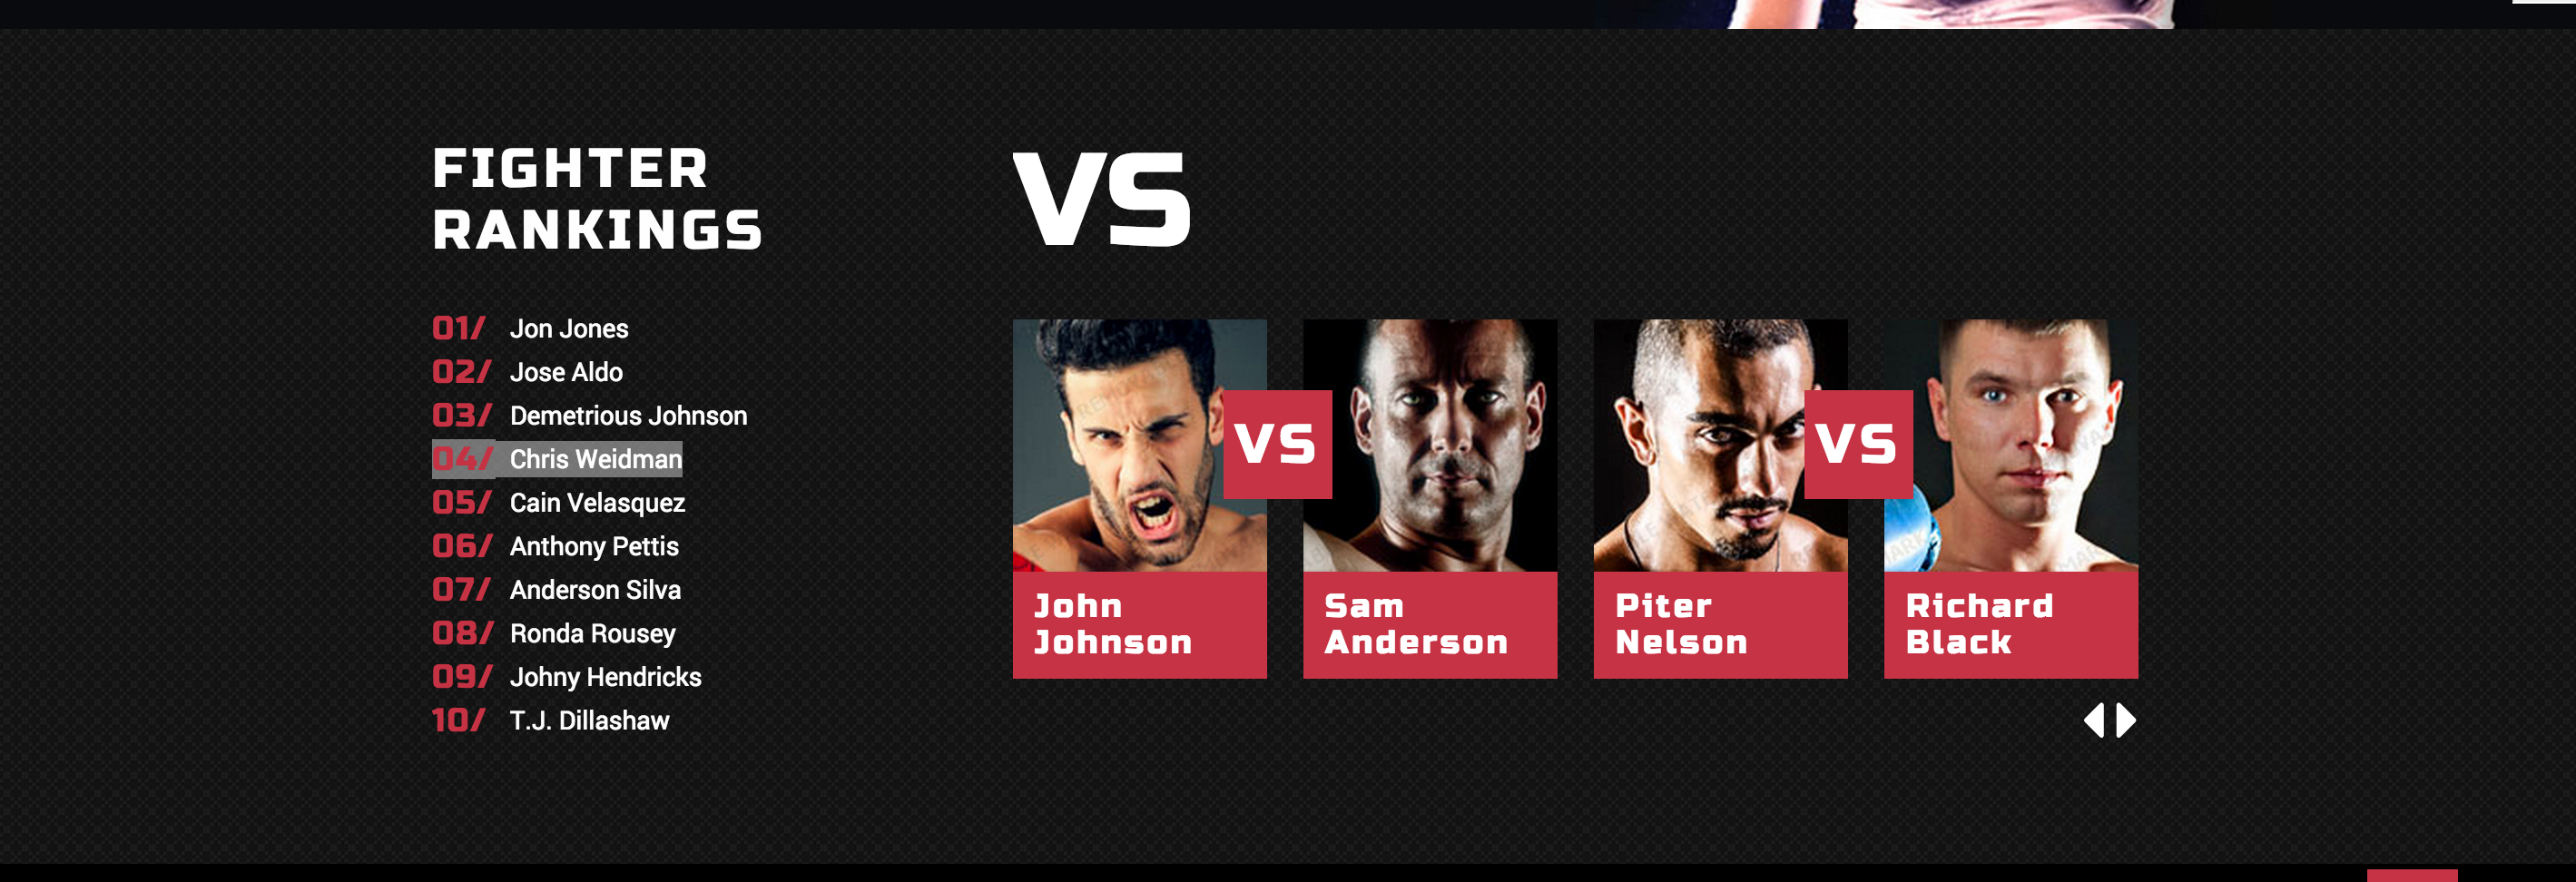 FIGHTER
RANKINGS
01/ Jon Jones
02/ Jose Aldo
03/ Demetrious Johnson
04/ Chris Weidman
05/ Cain Velasquez
06/ Anthony Pettis
07/ Anderson Silva
08/ Ronda Rousey
09/ Johny Hendricks
10/ T.J. Dillashaw
VS
VS
VS
John
Johnson
Sam
Anderson
Piter
Nelson
Richard
Black